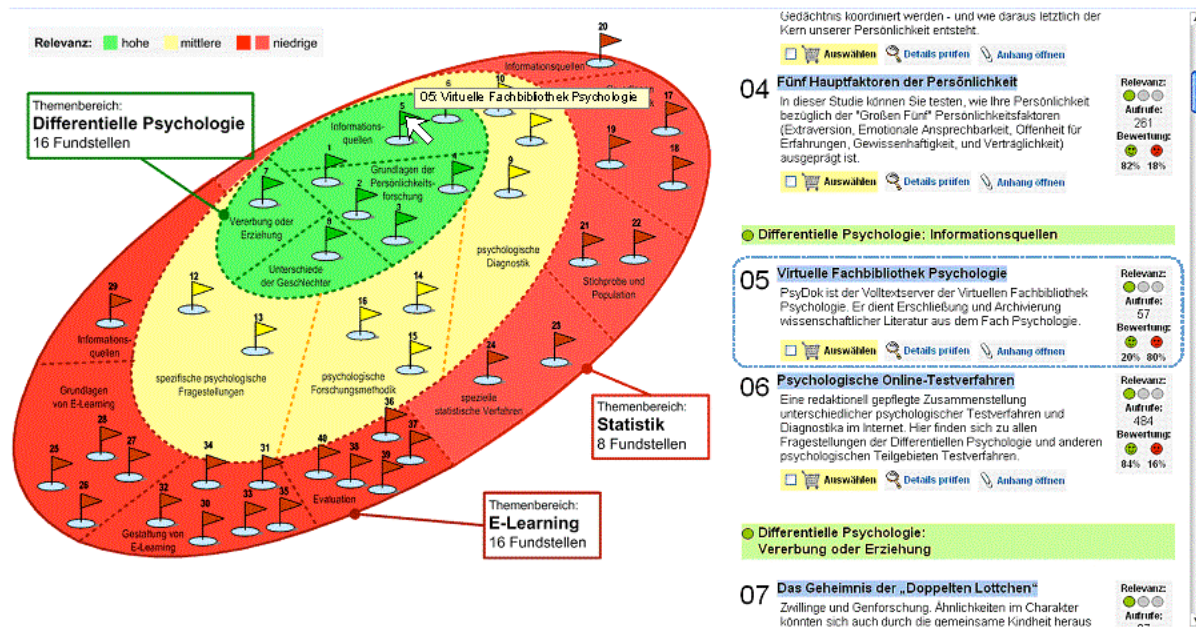 Relevanz: hohe mittlere niedrige
Themenbereich:
Differentielle Psychologie
16 Fundstellen
05: Virtuelle Fachbibliothek Psychologie
20
Informationsquellen
17
19
18
10
6
5
Informations-
quellen
1
Grundlagen der
Persönlichkeits-
forschung
4
9
7
2
3
Vererbung oder
Erziehung
8
Unterschiede
der Geschlechter
psychologische
Diagnostik
21
22
Stichprobe und
Population
12
14
16
13
15
29
Informations-
quellen
23
24
spezifische psychologische
Fragestellungen
psychologische
Forschungsmethodik
spezielle
statistische Verfahren
Grundlagen
von E-Learning
Themenbereich:
Statistik
8 Fundstellen
36
28
27
25
34
31
40
38
37
39
26
32
30
33
35
Evaluation
Gestaltung von
E-Learning
Themenbereich:
E-Learning
16 Fundstellen
Gedächtnis koordiniert werden - und wie daraus letztlich der
Kern unserer Persönlichkeit entsteht.
Auswählen Details prüfen Anhang öffnen
04 Fünf Hauptfaktoren der Persönlichkeit
In dieser Studie können Sie testen, wie Ihre Persönlichkeit
bezüglich der "Großen Fünf" Persönlichkeitsfaktoren
(Extraversion, Emotionale Ansprechbarkeit, Offenheit für
Erfahrungen, Gewissenhaftigkeit, und Verträglichkeit)
ausgeprägt ist.
Auswählen Details prüfen Anhang öffnen
Relevanz:
Aufrufe:
261
Bewertung:
82% 18%
Differentielle Psychologie: Informationsquellen
05 Virtuelle Fachbibliothek Psychologie
PsyDok ist der Volltextserver der Virtuellen Fachbibliothek
Psychologie. Er dient Erschließung und Archivierung
wissenschaftlicher Literatur aus dem Fach Psychologie.
Auswählen Details prüfen Anhang öffnen
Relevanz:
Aufrufe:
57
Bewertung:
20% 80%
06 Psychologische Online-Testverfahren
Eine redaktionell gepflegte Zusammenstellung
unterschiedlicher psychologischer Testverfahren und
Diagnostika im Internet. Hier finden sich zu allen
Fragestellungen der Differentiellen Psychologie und anderen
psychologischen Teilgebieten Testverfahren.
Auswählen Details prüfen Anhang öffnen
Relevanz:
Aufrufe:
484
Bewertung:
84% 16%
Differentielle Psychologie:
Vererbung oder Erziehung
07 Das Geheimnis der „Doppelten Lottchen“
Zwillinge und Genforschung. Ähnlichkeiten im Charakter
könnten sich auch durch die gemeinsame Kindheit heraus
Relevanz:
Aufrufe: